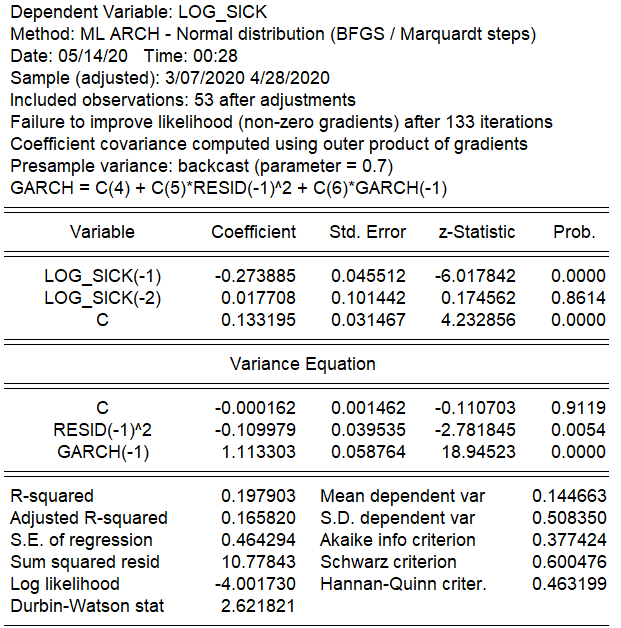 Dependent Variable: LOG_SICK
Method: ML ARCH - Normal distribution (BFGS / Marquardt steps)
Date: 05/14/20 Time: 00:28
Sample (adjusted): 3/07/2020 4/28/2020
Included observations: 53 after adjustments
Failure to improve likelihood (non-zero gradients) after 133 iterations
Coefficient covariance computed using outer product of gradients
Presample variance: backcast (parameter = 0.7)
GARCH = C(4) + C(5)*RESID(-1)^2 + C(6)*GARCH(-1)
Variable Coefficient Std. Error z-Statistic Prob.
LOG_SICK(-1) -0.273885 0.045512 -6.017842 0.0000
LOG_SICK(-2) 0.017708 0.101442 0.174562 0.8614
C 0.133195 0.031467 4.232856 0.0000
Variance Equation
C -0.000162 0.001462 -0.110703 0.9119
RESID(-1)^2 -0.109979 0.039535 -2.781845 0.0054
GARCH(-1) 1.113303 0.058764 18.94523 0.0000
R-squared 0.197903 Mean dependent var 0.144663
Adjusted R-squared 0.165820 S.D. dependent var 0.508350
S.E. of regression 0.464294 Akaike info criterion 0.377424
Sum squared resid 10.77843 Schwarz criterion 0.600476
Log likelihood -4.001730 Hannan-Quinn criter. 0.463199
Durbin-Watson stat 2.621821